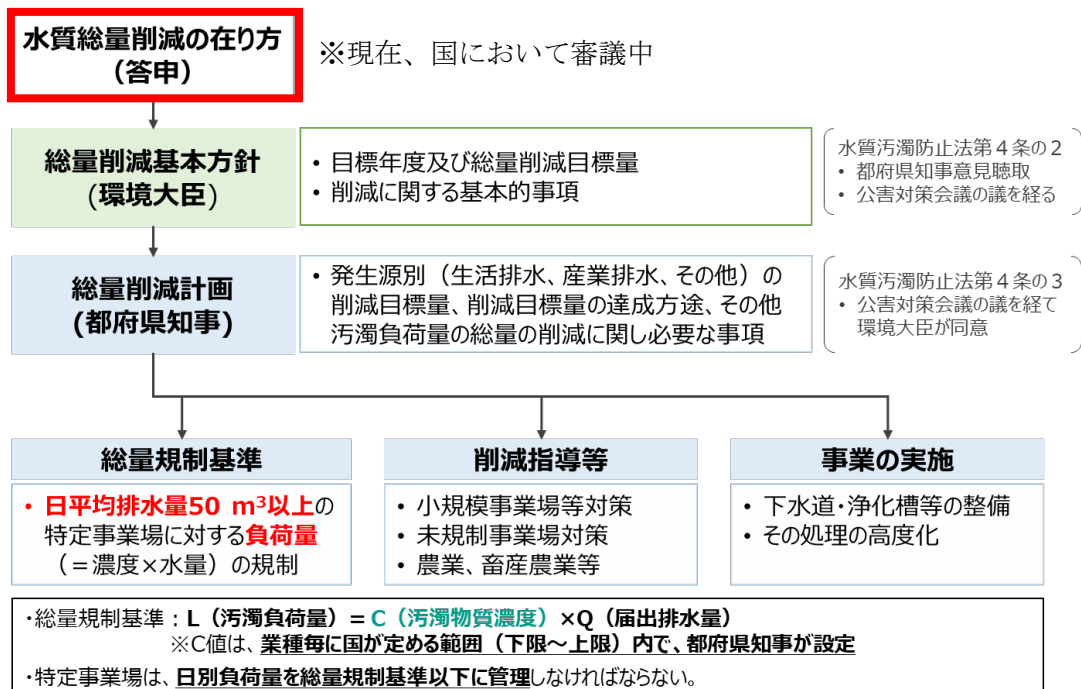 水質総量削減の在り方
(答申)
※現在、国において審議中
総量削減基本方針
(環境大臣)
• 目標年度及び総量削減目標量
• 削減に関する基本的事項
水質汚濁防止法第４条の２
• 都府県知事意見聴取
• 公害対策会議の議を経る
総量削減計画
(都府県知事)
• 発生源別（生活排水、産業排水、その他）の
削減目標量、削減目標量の達成方途、その他
汚濁負荷量の総量の削減に関し必要な事項
水質汚濁防止法第４条の３
• 公害対策会議の議を経て
環境大臣が同意
総量規制基準
• 日平均排水量50 m³以上の
特定事業場に対する負荷量
（＝濃度×水量）の規制
削減指導等
• 小規模事業場等対策
• 未規制事業場対策
• 農業、畜産農業等
事業の実施
• 下水道・浄化槽等の整備
• その処理の高度化
・総量規制基準：L（汚濁負荷量）= C（汚濁物質濃度）×Q（届出排水量）
※C値は、業種毎に国が定める範囲（下限～上限）内で、都府県知事が設定
・特定事業場は、日別負荷量を総量規制基準以下に管理しなければならない。